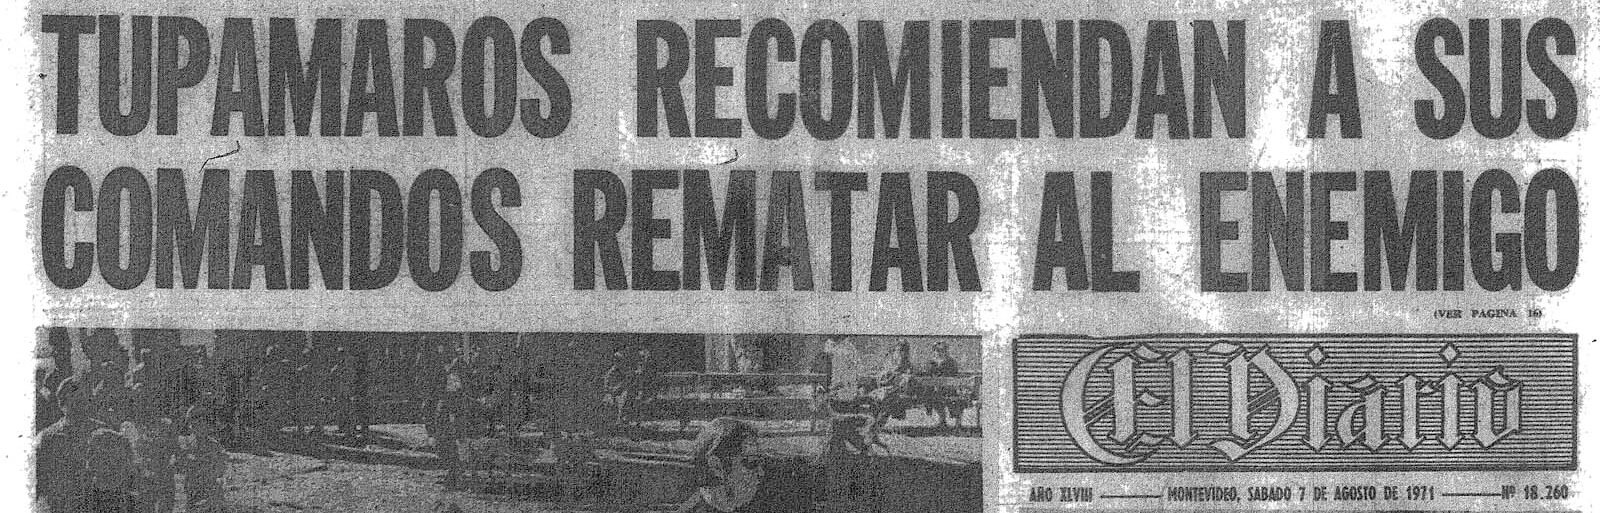 TUPAMAROS RECOMIENDAN A SUS
COMANDOS REMATAR AL ENEMIGO
(VER PAGINA 16)
El Diario
AÑO XLVIII — MONTEVIDEO, SABADO 7 DE AGOSTO DE 1971 — Nº 18.260